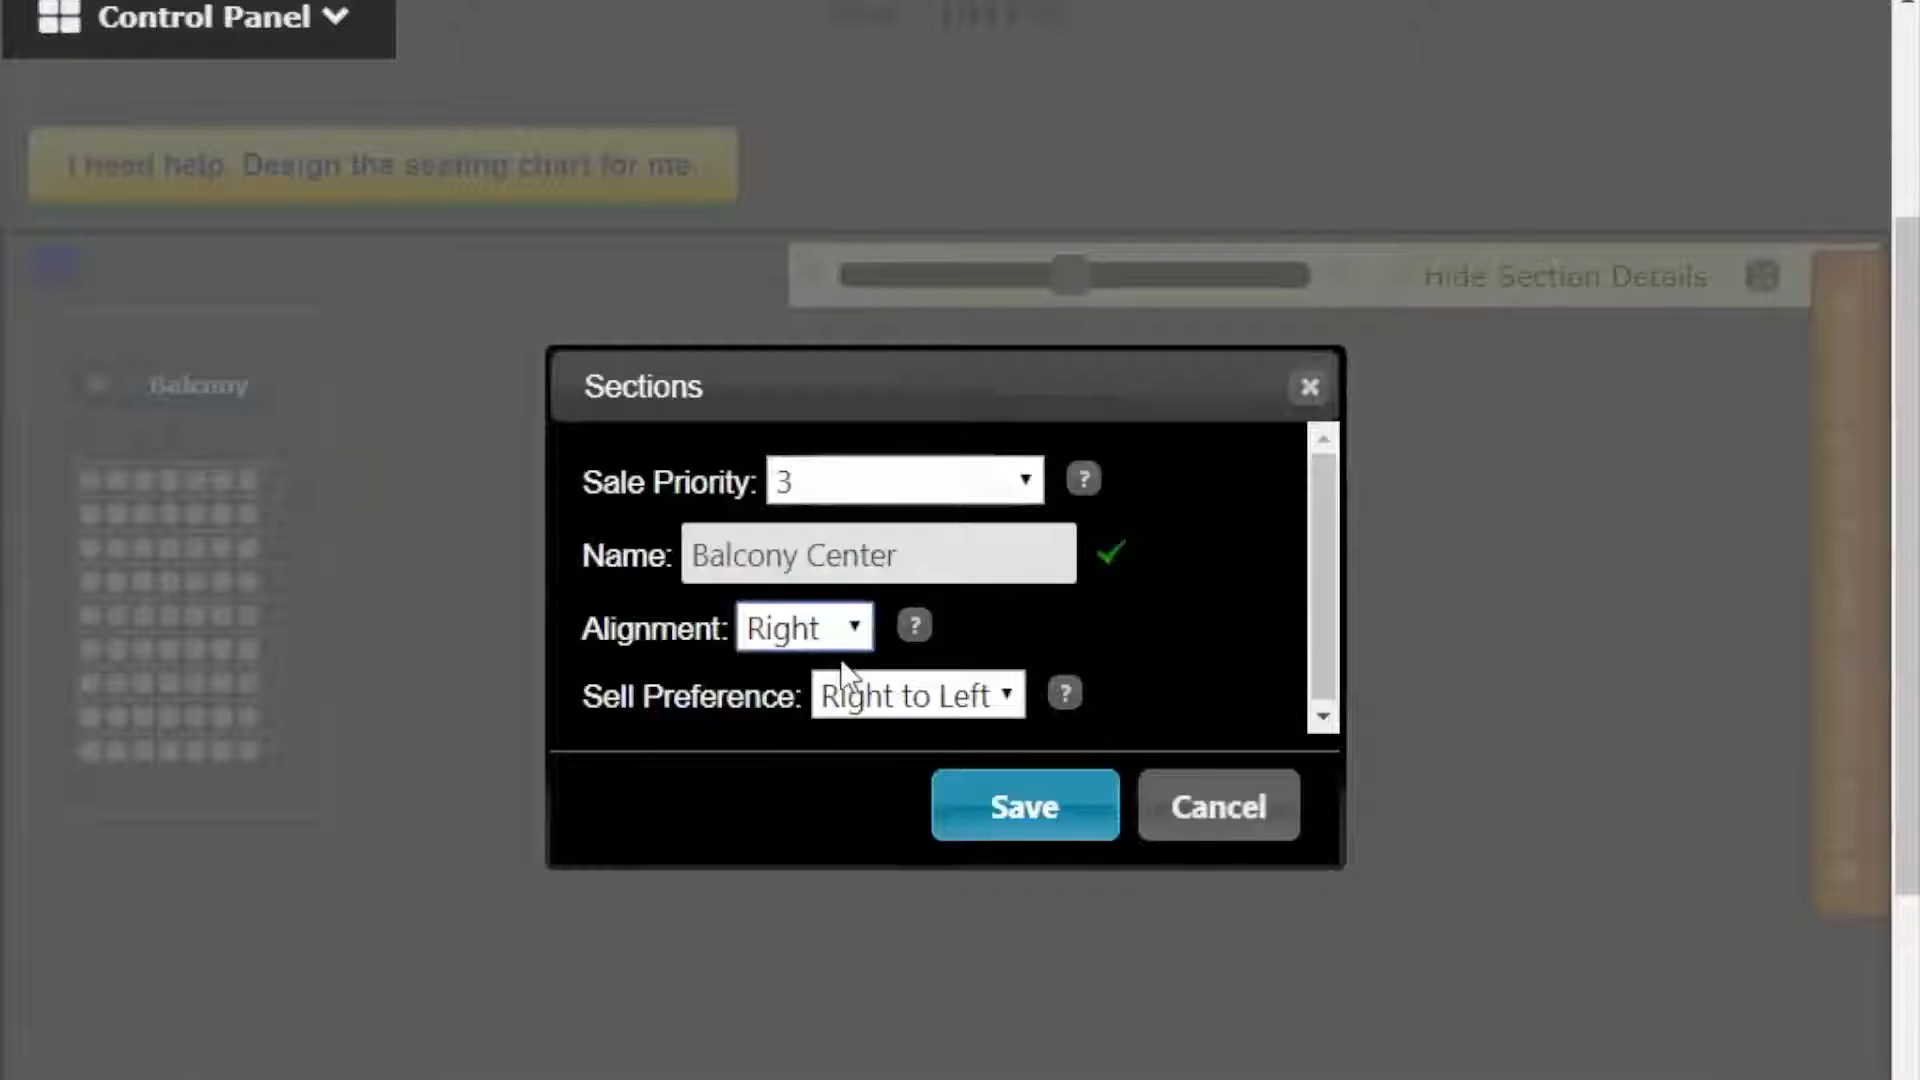 Control Panel
I need help. Design the seating chart for me.
Hide Section Details
Balcony
Sections
Sale Priority: 3 ?
Name: Balcony Center
Alignment: Right ?
Sell Preference: Right to Left ?
Save Cancel